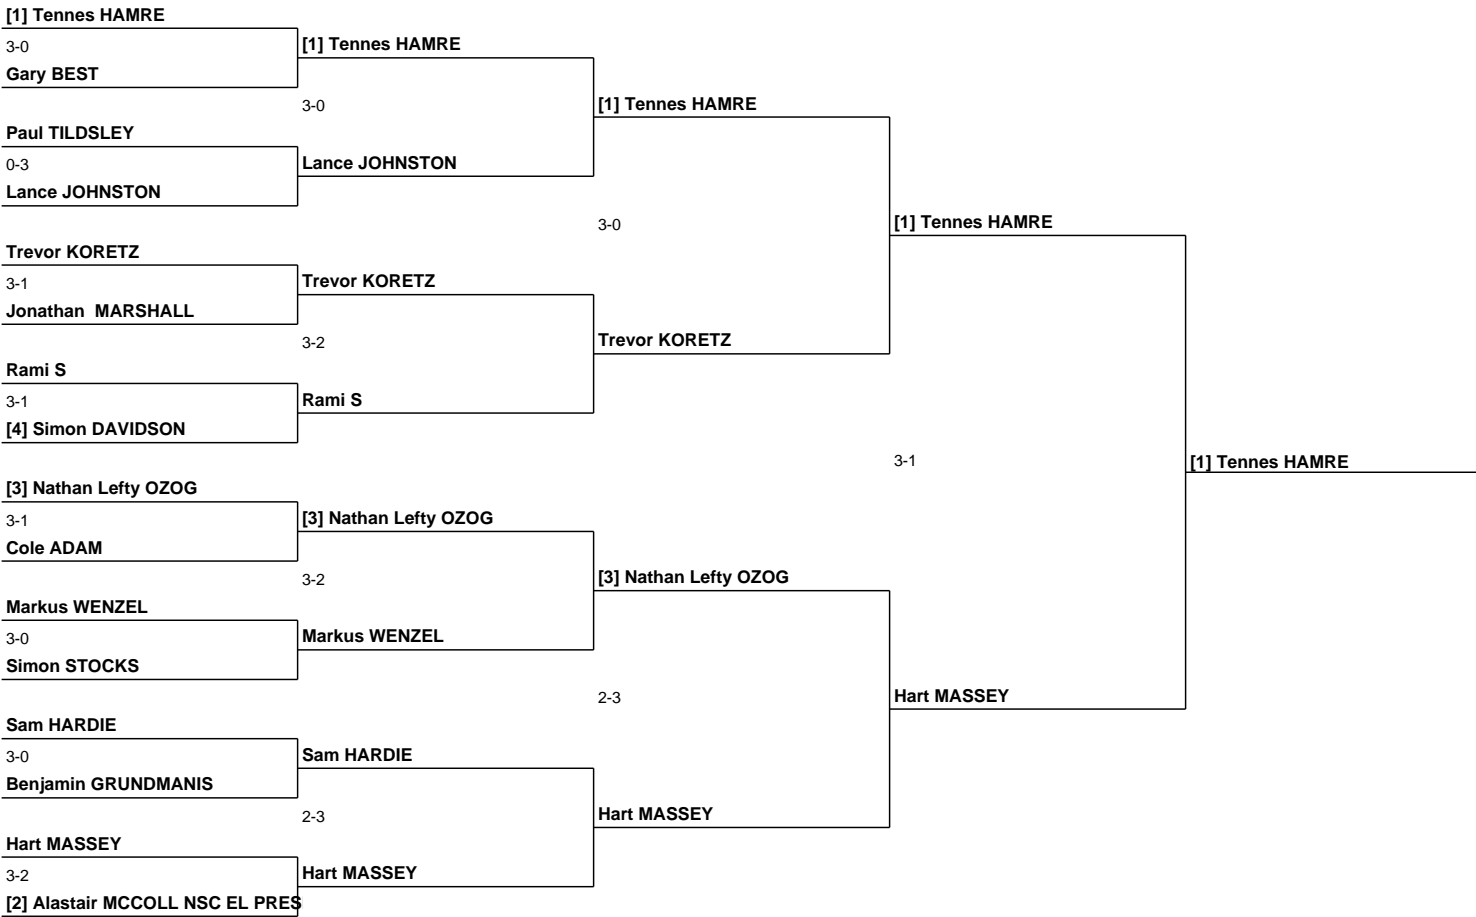 [1] Tennes HAMRE
3-0
Gary BEST
Paul TILDSLEY
0-3
Lance JOHNSTON
Trevor KORETZ
3-1
Jonathan  MARSHALL
Rami S
3-1
[4] Simon DAVIDSON
[3] Nathan Lefty OZOG
3-1
Cole ADAM
Markus WENZEL
3-0
Simon STOCKS
Sam HARDIE
3-0
Benjamin GRUNDMANIS
Hart MASSEY
3-2
[2] Alastair MCCOLL NSC EL PRES
[1] Tennes HAMRE
3-0
Lance JOHNSTON
Trevor KORETZ
3-2
Rami S
[3] Nathan Lefty OZOG
3-2
Markus WENZEL
Sam HARDIE
2-3
Hart MASSEY
[1] Tennes HAMRE
3-0
Trevor KORETZ
[3] Nathan Lefty OZOG
2-3
Hart MASSEY
[1] Tennes HAMRE
3-1
Hart MASSEY
[1] Tennes HAMRE